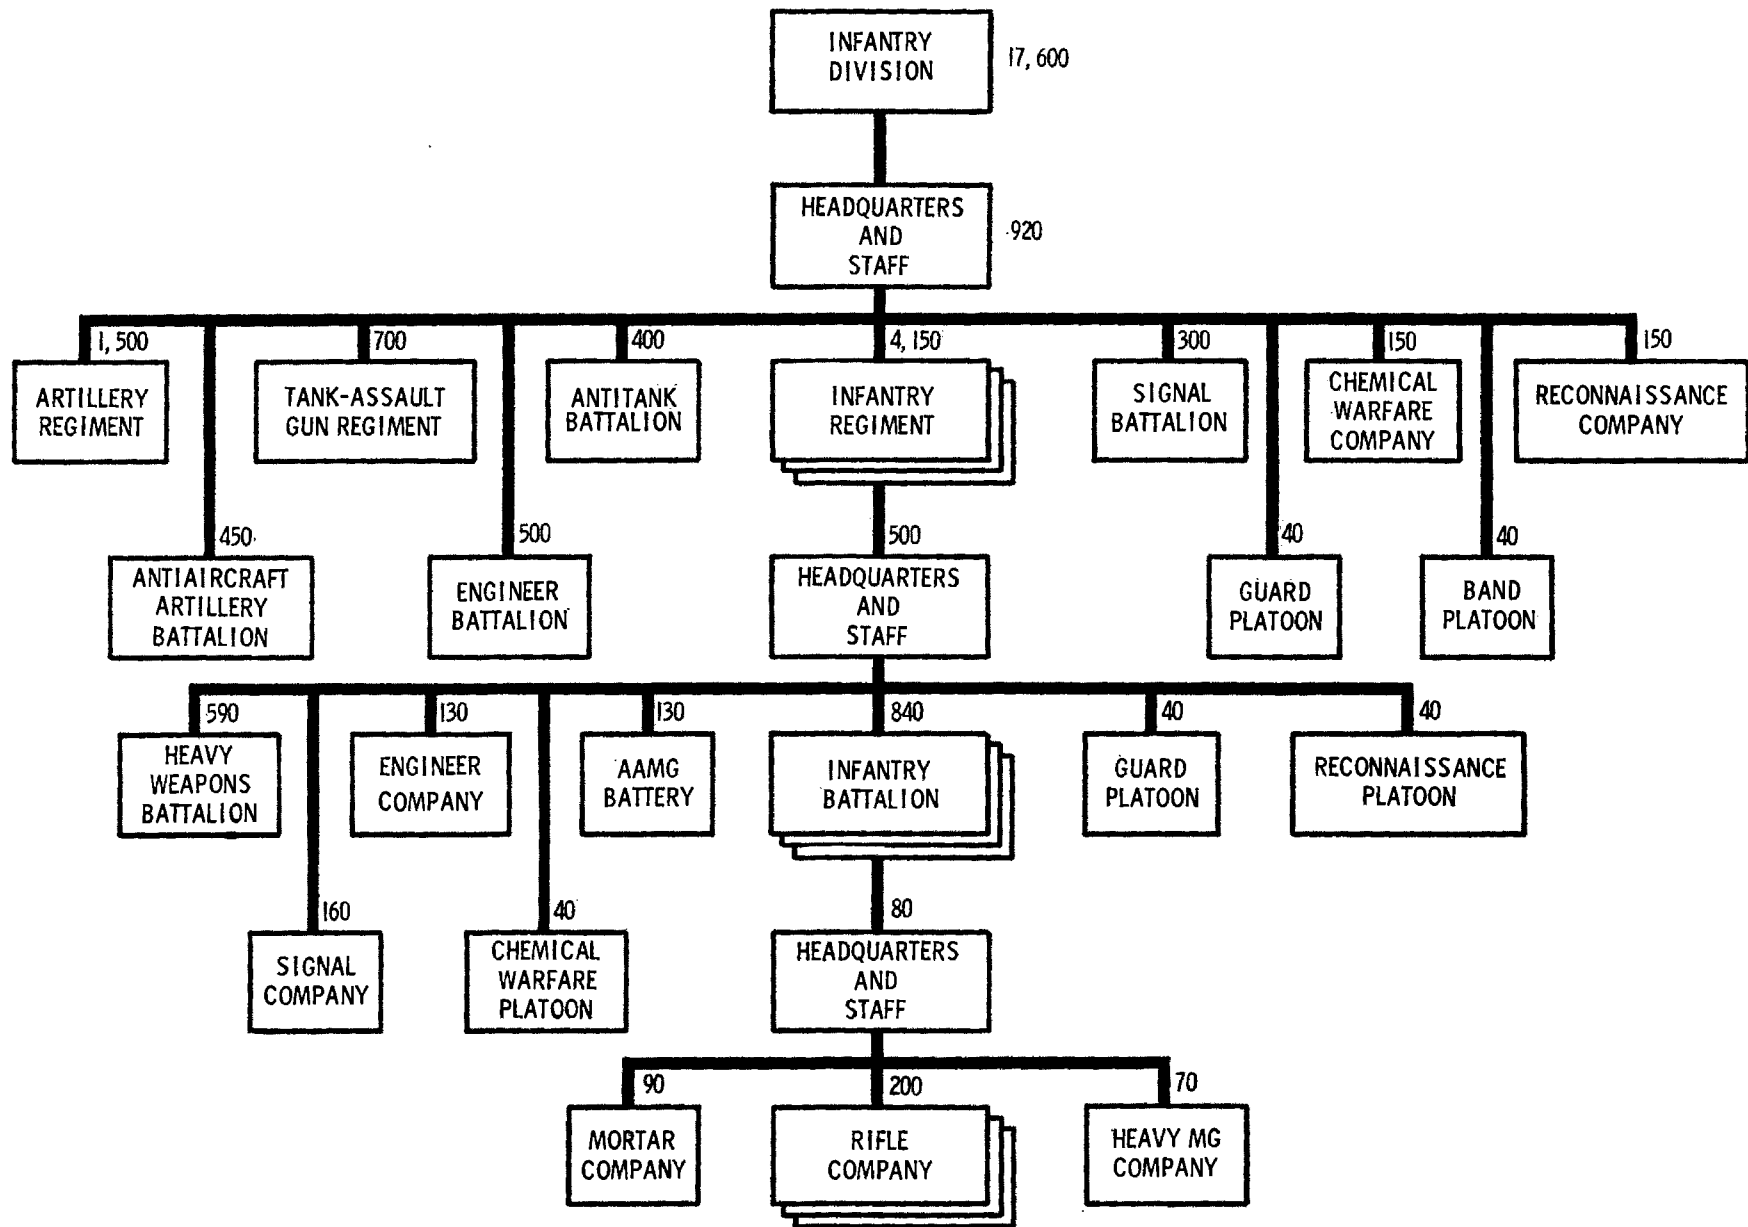 INFANTRY
DIVISION
17,600
HEADQUARTERS
AND
STAFF
920
1,500
ARTILLERY
REGIMENT
700
TANK-ASSAULT
GUN REGIMENT
400
ANTITANK
BATTALION
4,150
INFANTRY
REGIMENT
300
SIGNAL
BATTALION
150
CHEMICAL
WARFARE
COMPANY
150
RECONNAISSANCE
COMPANY
450
ANTIAIRCRAFT
ARTILLERY
BATTALION
500
ENGINEER
BATTALION
500
HEADQUARTERS
AND
STAFF
40
GUARD
PLATOON
40
BAND
PLATOON
590
HEAVY
WEAPONS
BATTALION
130
ENGINEER
COMPANY
130
AAMG
BATTERY
840
INFANTRY
BATTALION
40
GUARD
PLATOON
40
RECONNAISSANCE
PLATOON
160
SIGNAL
COMPANY
40
CHEMICAL
WARFARE
PLATOON
80
HEADQUARTERS
AND
STAFF
90
MORTAR
COMPANY
200
RIFLE
COMPANY
70
HEAVY MG
COMPANY